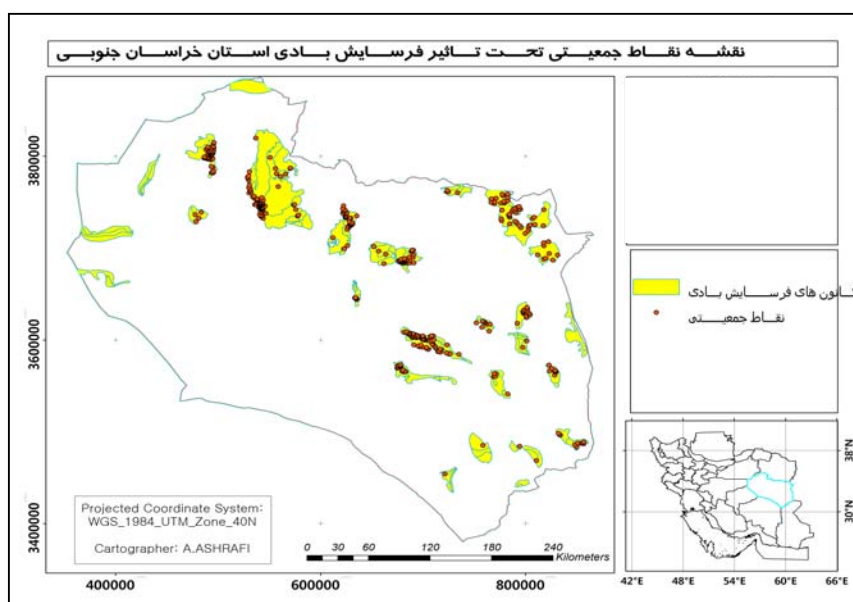 نقشه نقاط جمعیتی تحت تاثیر فرسایش بادی استان خراسان جنوبی
3800000
3600000
3400000
400000
600000
800000
Projected Coordinate System:
WGS_1984_UTM_Zone_40N
Cartographer: A.ASHRAFI
0 30 60 120 180 240
Kilometers
کانون های فرسایش بادی
نقاط جمعیتی
38°N
30°N
42°E 48°E 54°E 60°E 66°E